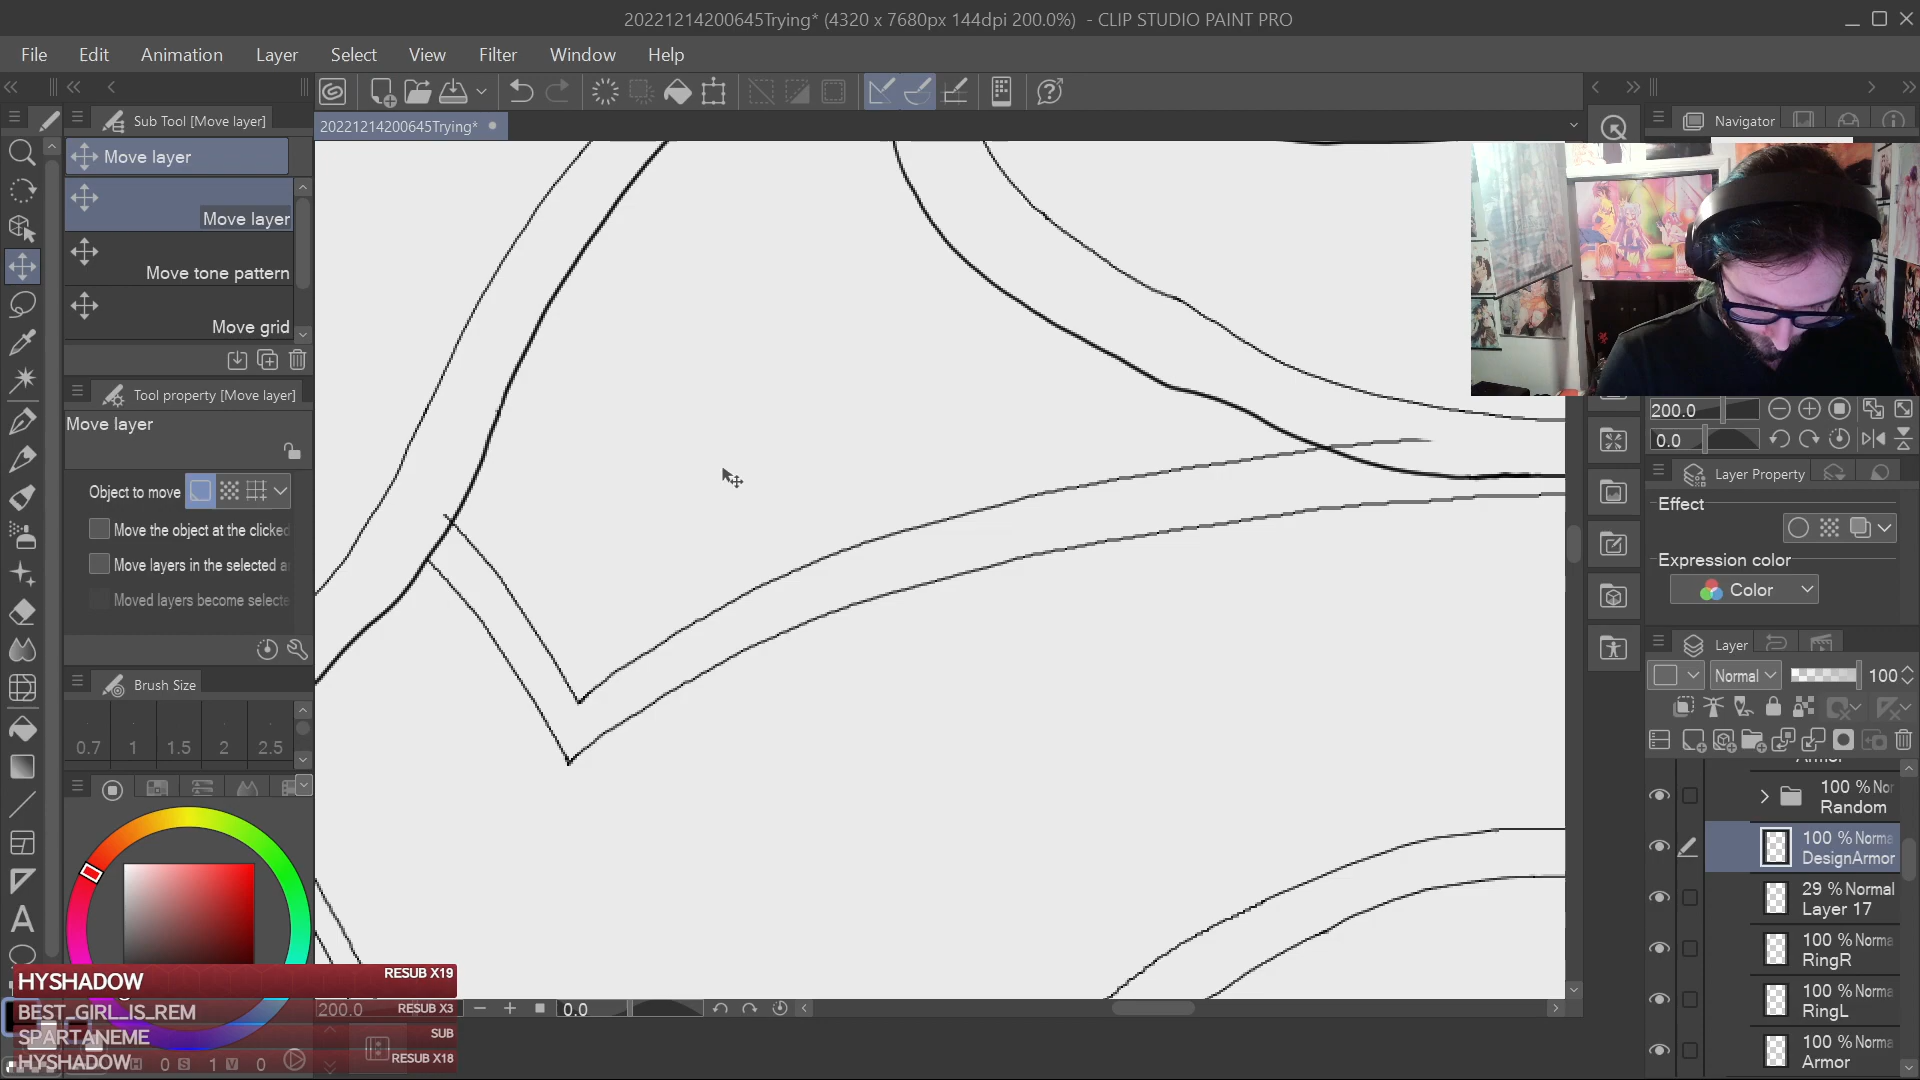 20221214200645Trying* (4320 x 7680px 144dpi 200.0%) - CLIP STUDIO PAINT PRO
File Edit Animation Layer Select View Filter Window Help
Sub Tool [Move layer]
20221214200645Trying*
Navigator
Move layer
Move layer
Move tone pattern
Move grid
Tool property [Move layer]
Move layer
Object to move
Move the object at the clicked
Move layers in the selected a
Moved layers become selecte
Brush Size
0.7 1 1.5 2 2.5
200.0
0.0
Layer Property
Effect
Expression color
Color
Layer
Normal 100
100 % Nor
Random
100 % Norma
DesignArmor
29 % Normal
Layer 17
100 % Norma
RingR
100 % Norma
RingL
100 % Norma
Armor
HYSHADOW RESUB X19
BEST_GIRL_IS_REM RESUB X3
SPARTANEME SUB
HYSHADOW RESUB X18
H 0 S 1 V 0
200.0 0.0